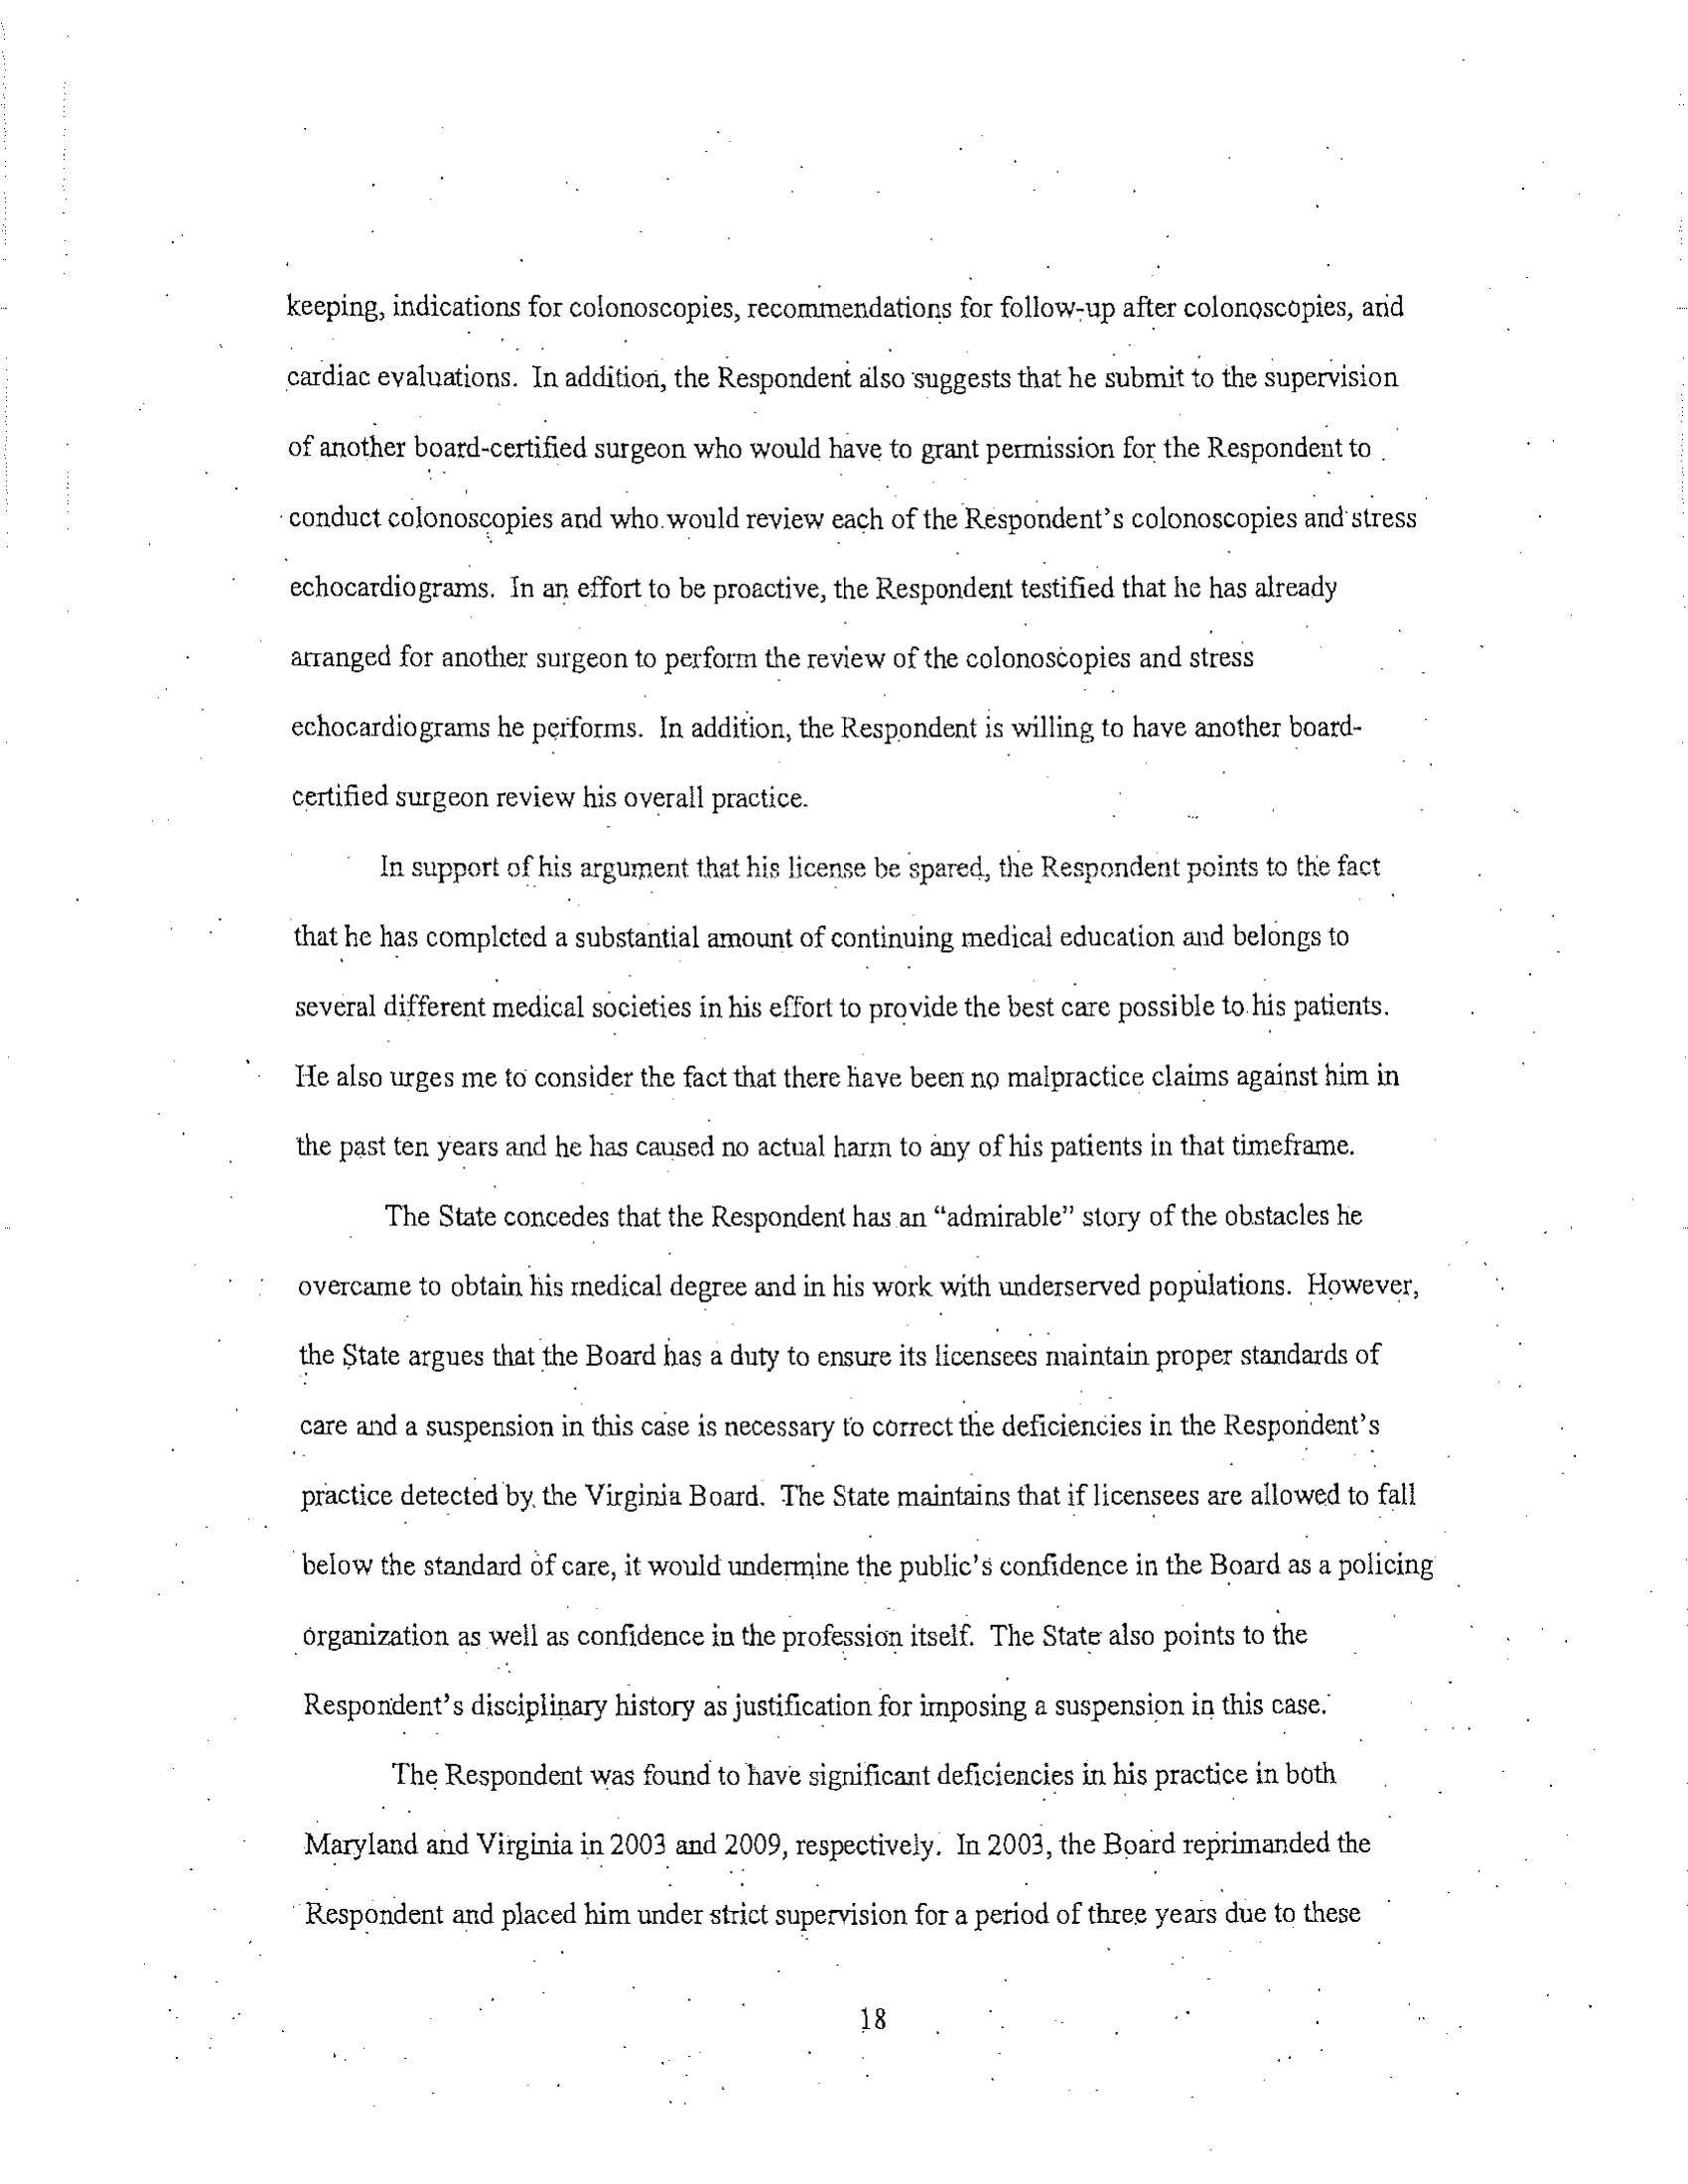 keeping, indications for colonoscopies, recommendations for follow-up after colonoscopies, and
cardiac evaluations. In addition, the Respondent also suggests that he submit to the supervision
of another board-certified surgeon who would have to grant permission for the Respondent to
conduct colonoscopies and who would review each of the Respondent's colonoscopies and stress
echocardiograms. In an effort to be proactive, the Respondent testified that he has already
arranged for another surgeon to perform the review of the colonoscopies and stress
echocardiograms he performs. In addition, the Respondent is willing to have another board-
certified surgeon review his overall practice.
In support of his argument that his license be spared, the Respondent points to the fact
that he has completed a substantial amount of continuing medical education and belongs to
several different medical societies in his effort to provide the best care possible to his patients.
He also urges me to consider the fact that there have been no malpractice claims against him in
the past ten years and he has caused no actual harm to any of his patients in that timeframe.
The State concedes that the Respondent has an “admirable” story of the obstacles he
overcame to obtain his medical degree and in his work with underserved populations. However,
the State argues that the Board has a duty to ensure its licensees maintain proper standards of
care and a suspension in this case is necessary to correct the deficiencies in the Respondent's
practice detected by the Virginia Board. The State maintains that if licensees are allowed to fall
below the standard of care, it would undermine the public's confidence in the Board as a policing
organization as well as confidence in the profession itself. The State also points to the
Respondent's disciplinary history as justification for imposing a suspension in this case.
The Respondent was found to have significant deficiencies in his practice in both
Maryland and Virginia in 2003 and 2009, respectively. In 2003, the Board reprimanded the
Respondent and placed him under strict supervision for a period of three years due to these
18